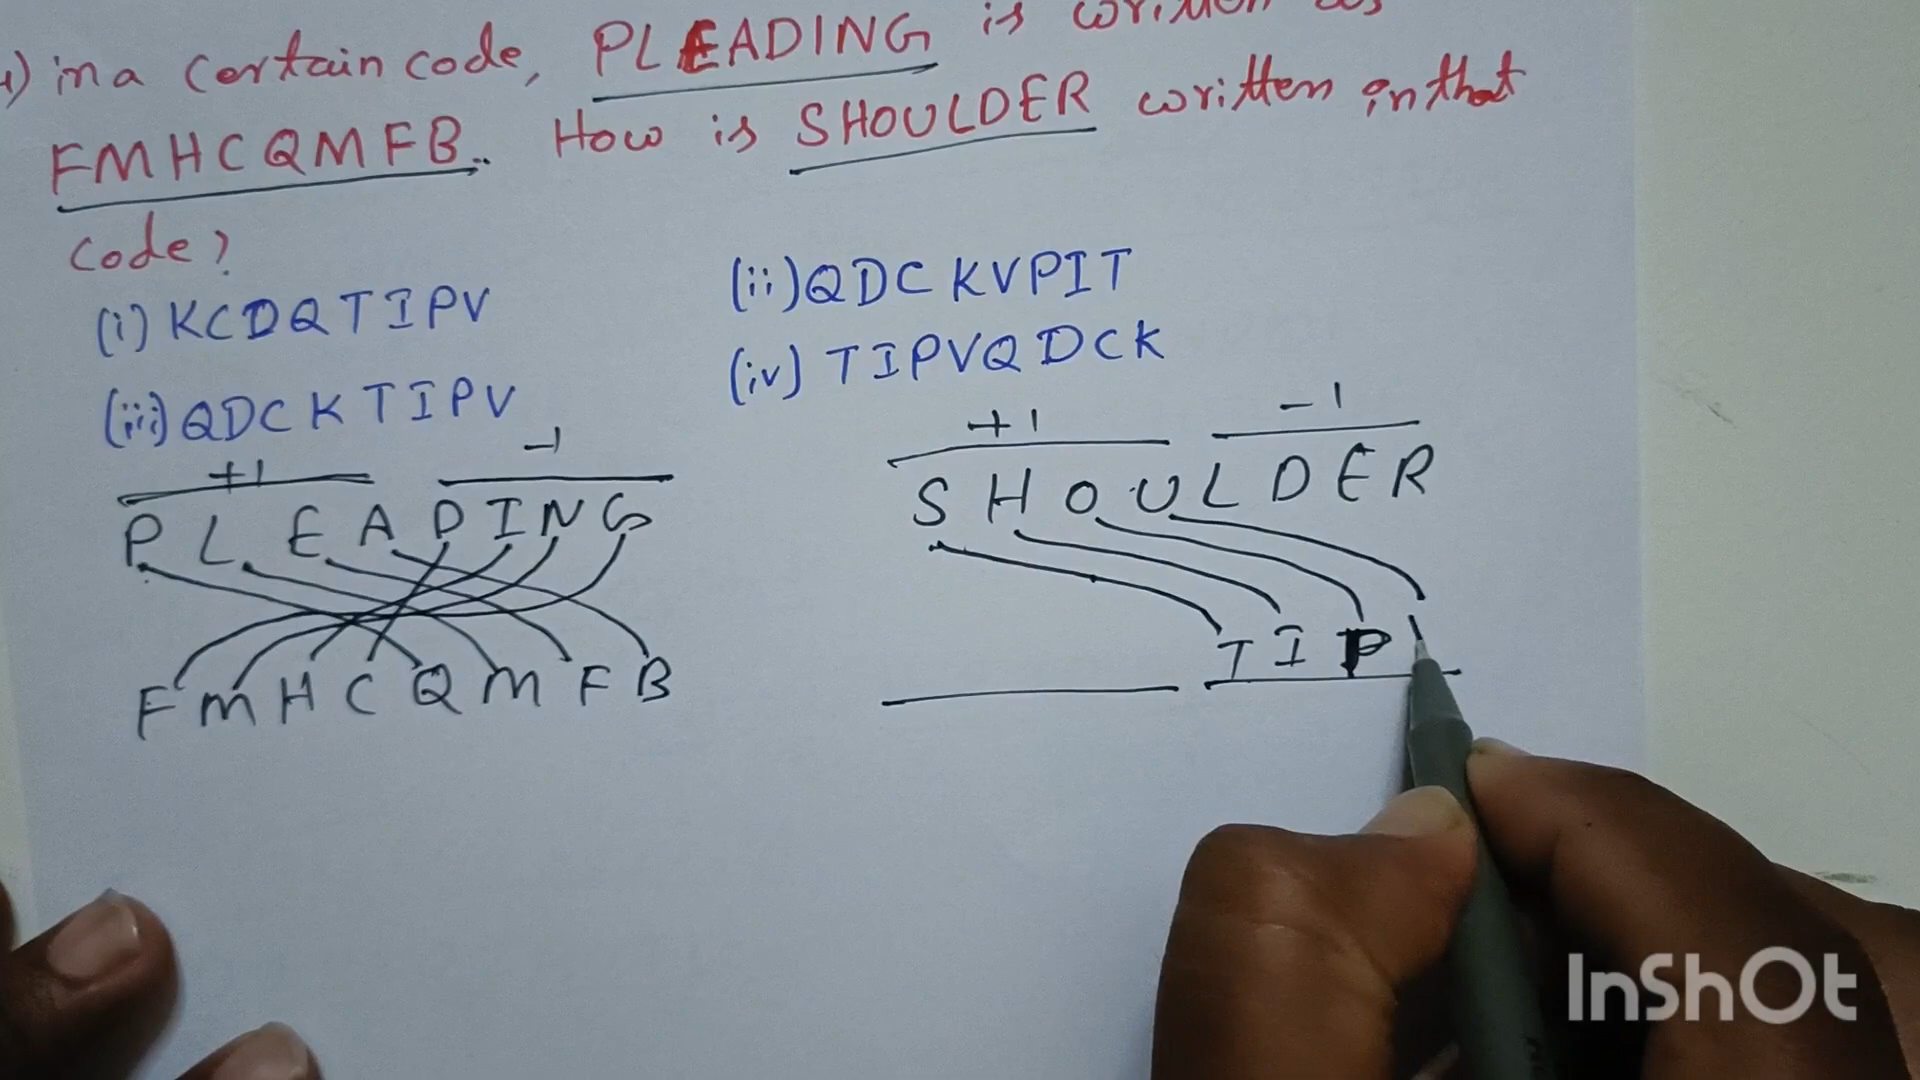 in a certain code, PLEADING is written as
FMHCQMFB.. How is SHOULDER written in that
code?
(i) KCDQTIPV (ii) QDCKVPIT
(iii) QDCKTIPV (iv) TIPVQDCK
+1 -1 +1 -1
PLEADING SHOULDER
FMHCQMFB TIP
InShOt